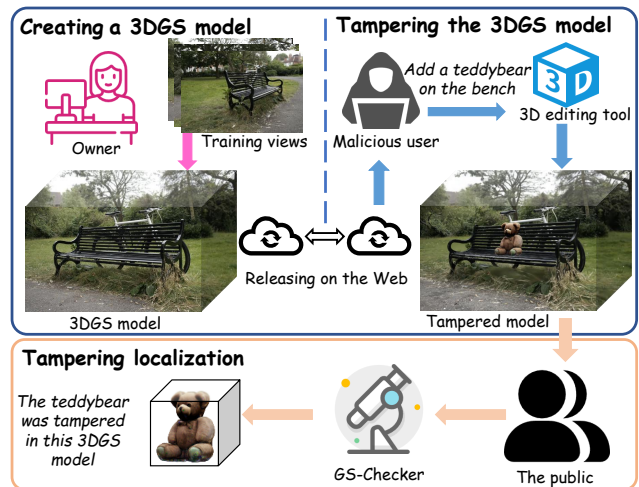 Creating a 3DGS model
Tampering the 3DGS model
Owner
Training views
Malicious user
Add a teddybear
on the bench
3D
3D editing tool
Releasing on the Web
3DGS model
Tampered model
Tampering localization
The teddybear
was tampered
in this 3DGS
model
GS-Checker
The public